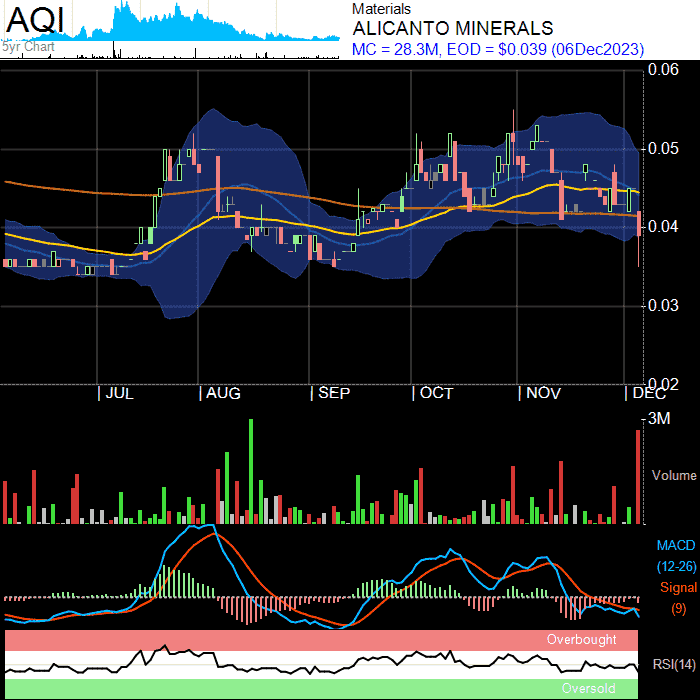 AQI
5yr Chart
Materials
ALICANTO MINERALS
MC = 28.3M, EOD = $0.039 (06Dec2023)
0.06
0.05
0.04
0.03
0.02
| JUL
| AUG
| SEP
| OCT
| NOV
| DEC
3M
Volume
MACD
(12-26)
Signal
(9)
Overbought
RSI(14)
Oversold